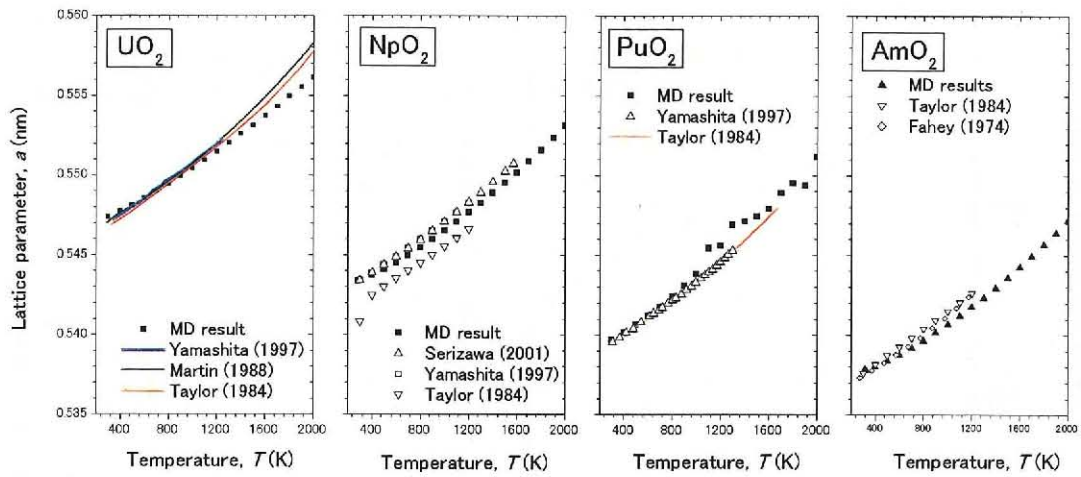 Lattice parameter, a (nm)
0.560
0.555
0.550
0.545
0.540
0.535
UO2
MD result
Yamashita (1997)
Martin (1988)
Taylor (1984)
400 800 1200 1600 2000
Temperature, T (K)
NpO2
MD result
Serizawa (2001)
Yamashita (1997)
Taylor (1984)
400 800 1200 1600 2000
Temperature, T (K)
PuO2
MD result
Yamashita (1997)
Taylor (1984)
400 800 1200 1600 2000
Temperature, T (K)
AmO2
MD results
Taylor (1984)
Fahey (1974)
400 800 1200 1600 2000
Temperature, T (K)